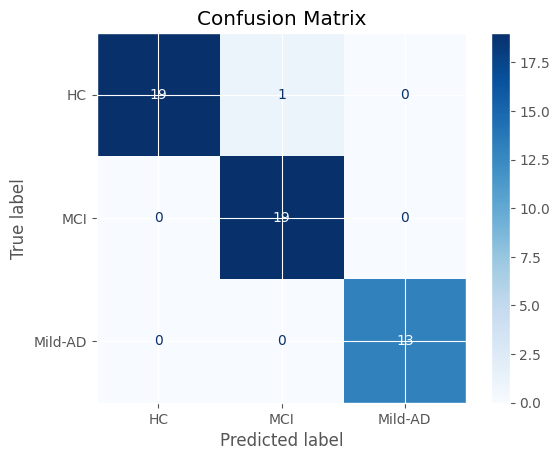 Confusion Matrix
True label
HC 19 1 0
MCI 0 19 0
Mild-AD 0 0 13
HC MCI Mild-AD
Predicted label
17.5
15.0
12.5
10.0
7.5
5.0
2.5
0.0